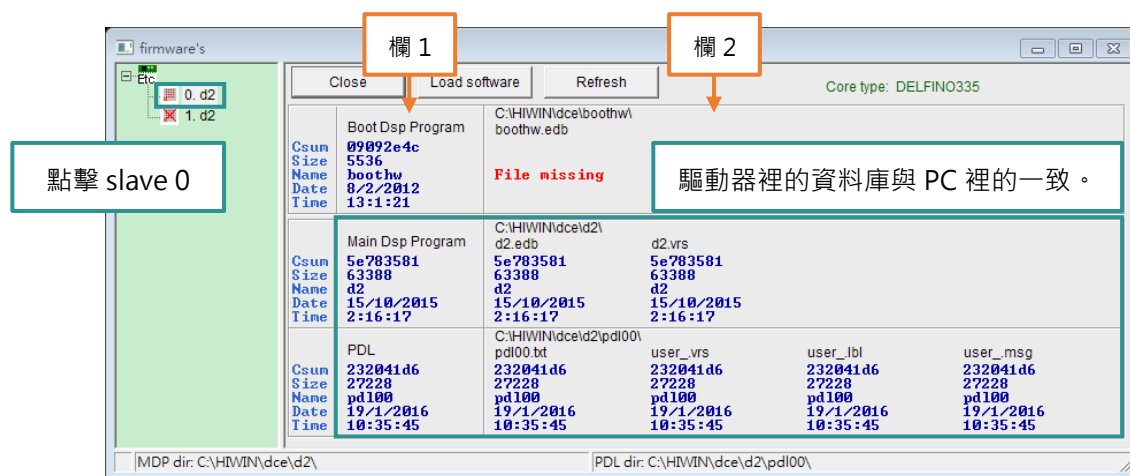 欄 1
欄 2
firmware's
Etc
0. d2
1. d2
點擊 slave 0
Close Load software Refresh
Core type: DELFINO335
Boot Dsp Program
C:\HIWIN\dce\boothw\
boothw.edb
Csum 09092e4c
Size 5536
Name boothw File missing
Date 8/2/2012
Time 13:1:21
驅動器裡的資料庫與 PC 裡的一致。
C:\HIWIN\dce\d2\
Main Dsp Program d2.edb d2.vrs
Csum 5e783581 5e783581 5e783581
Size 63388 63388 63388
Name d2 d2 d2
Date 15/10/2015 15/10/2015 15/10/2015
Time 2:16:17 2:16:17 2:16:17
C:\HIWIN\dce\d2\pdl00\
PDL pdl00.txt user_.vrs user_.lbl user_.msg
Csum 232041d6 232041d6 232041d6 232041d6 232041d6
Size 27228 27228 27228 27228 27228
Name pdl00 pdl00 pdl00 pdl00 pdl00
Date 19/1/2016 19/1/2016 19/1/2016 19/1/2016 19/1/2016
Time 10:35:45 10:35:45 10:35:45 10:35:45 10:35:45
MDP dir: C:\HIWIN\dce\d2\ PDL dir: C:\HIWIN\dce\d2\pdl00\